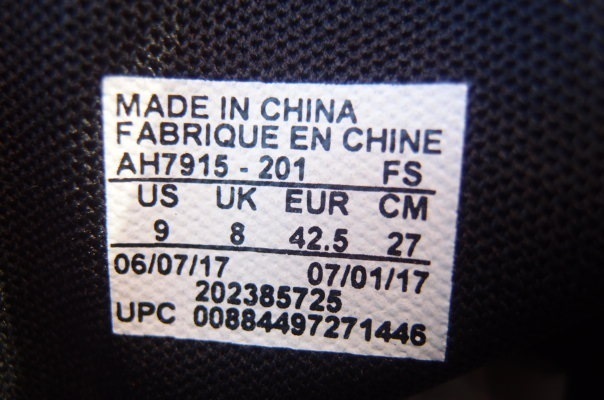 MADE IN CHINA
FABRIQUE EN CHINE
AH7915 - 201 FS
US UK EUR CM
9 8 42.5 27
06/07/17 07/01/17
202385725
UPC 00884497271446